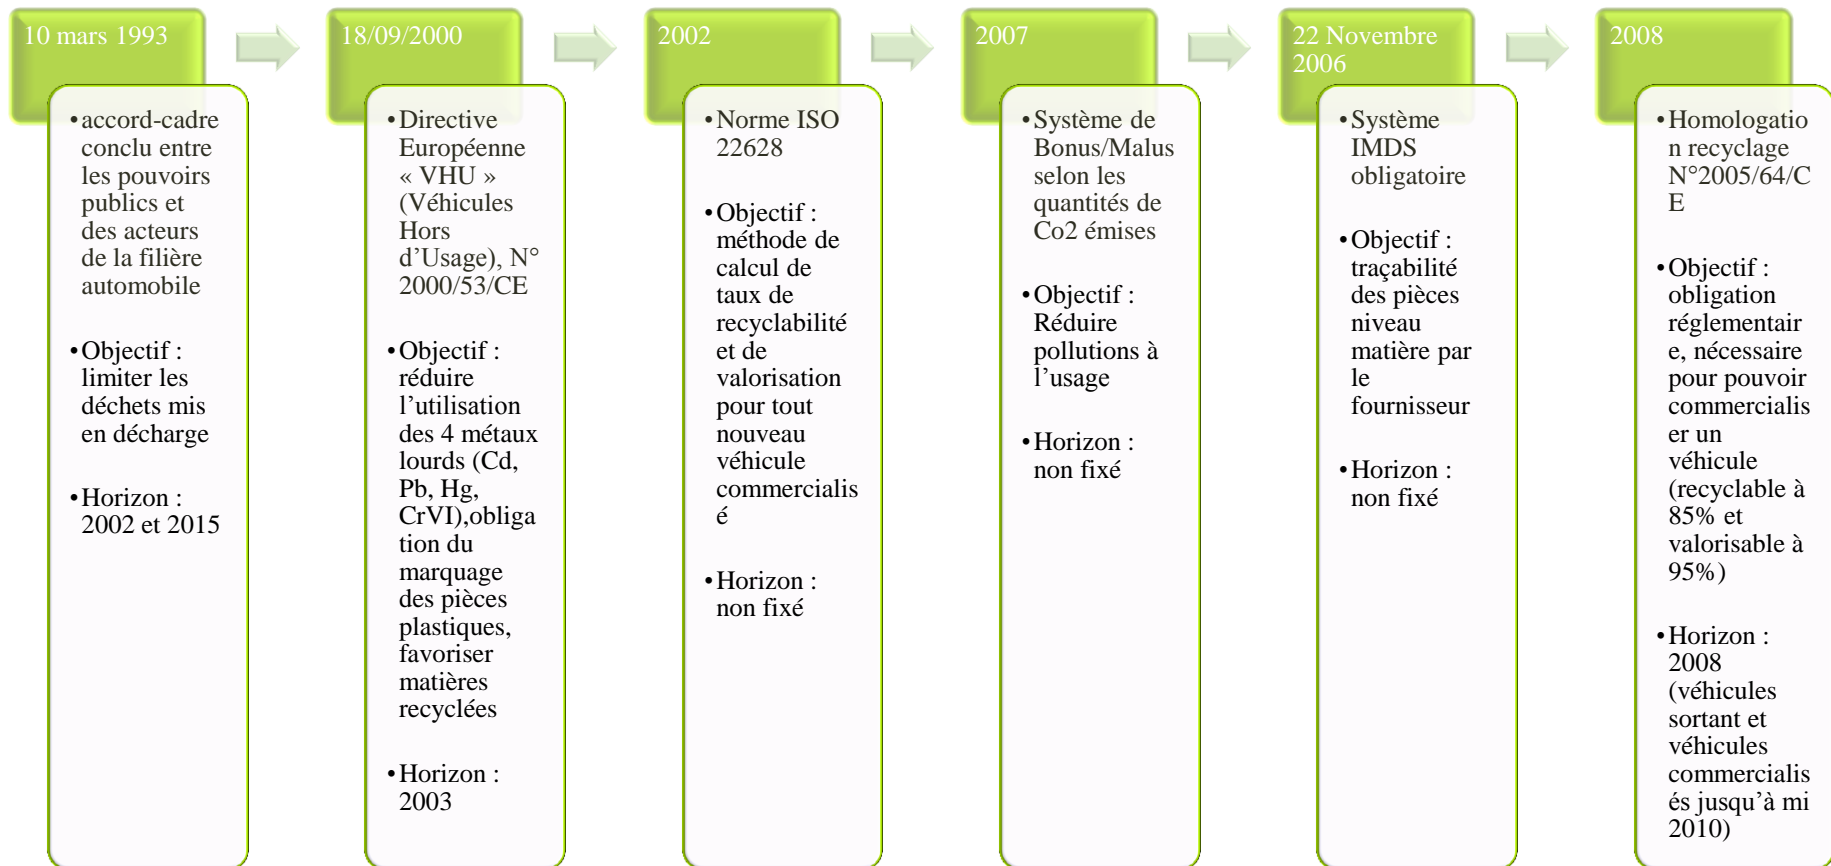 10 mars 1993
•accord-cadre
conclu entre
les pouvoirs
publics et
des acteurs
de la filière
automobile
•Objectif :
limiter les
déchets mis
en décharge
•Horizon :
2002 et 2015
18/09/2000
•Directive
Européenne
« VHU »
(Véhicules
Hors
d’Usage), N°
2000/53/CE
•Objectif :
réduire
l’utilisation
des 4 métaux
lourds (Cd,
Pb, Hg,
CrVI),obliga
tion du
marquage
des pièces
plastiques,
favoriser
matières
recyclées
•Horizon :
2003
2002
•Norme ISO
22628
•Objectif :
méthode de
calcul de
taux de
recyclabilité
et de
valorisation
pour tout
nouveau
véhicule
commercialis
é
•Horizon :
non fixé
2007
•Système de
Bonus/Malus
selon les
quantités de
Co2 émises
•Objectif :
Réduire
pollutions à
l’usage
•Horizon :
non fixé
22 Novembre
2006
•Système
IMDS
obligatoire
•Objectif :
traçabilité
des pièces
niveau
matière par
le
fournisseur
•Horizon :
non fixé
2008
•Homologatio
n recyclage
N°2005/64/C
E
•Objectif :
obligation
réglementair
e, nécessaire
pour pouvoir
commercialis
er un
véhicule
(recyclable à
85% et
valorisable à
95%)
•Horizon :
2008
(véhicules
sortant et
véhicules
commercialis
és jusqu’à mi
2010)